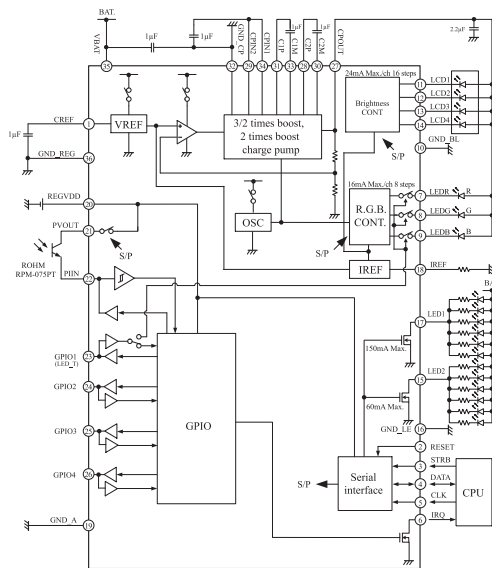 BAT.
1μF
1μF
1μF
1μF
2.2μF
VBAT
GND_CP
CPIN2
CPIN1
C1P
C1M
C2P
C2M
CPOUT
35
32
29
34
31
33
28
30
27
24mA Max./ch 16 steps
Brightness
CONT
S/P
11
LCD1
12
LCD2
13
LCD3
14
LCD4
10
GND_BL
CREF
1
1μF
VREF
3/2 times boost,
2 times boost
charge pump
GND_REG
36
REGVDD
20
PVOUT
21
S/P
ROHM
RPM-075PT
PIIN
22
OSC
16mA Max./ch 8 steps
R.G.B.
CONT.
S/P
7
LEDR
R
8
LEDG
G
9
LEDB
B
IREF
18
IREF
GPIO1
(LED_T)
23
GPIO2
24
GPIO3
25
GPIO4
26
GPIO
17
LED1
150mA Max.
15
LED2
60mA Max.
GND_LE
16
2
RESET
S/P
Serial
interface
3
STRB
4
DATA
5
CLK
6
IRQ
CPU
GND_A
19